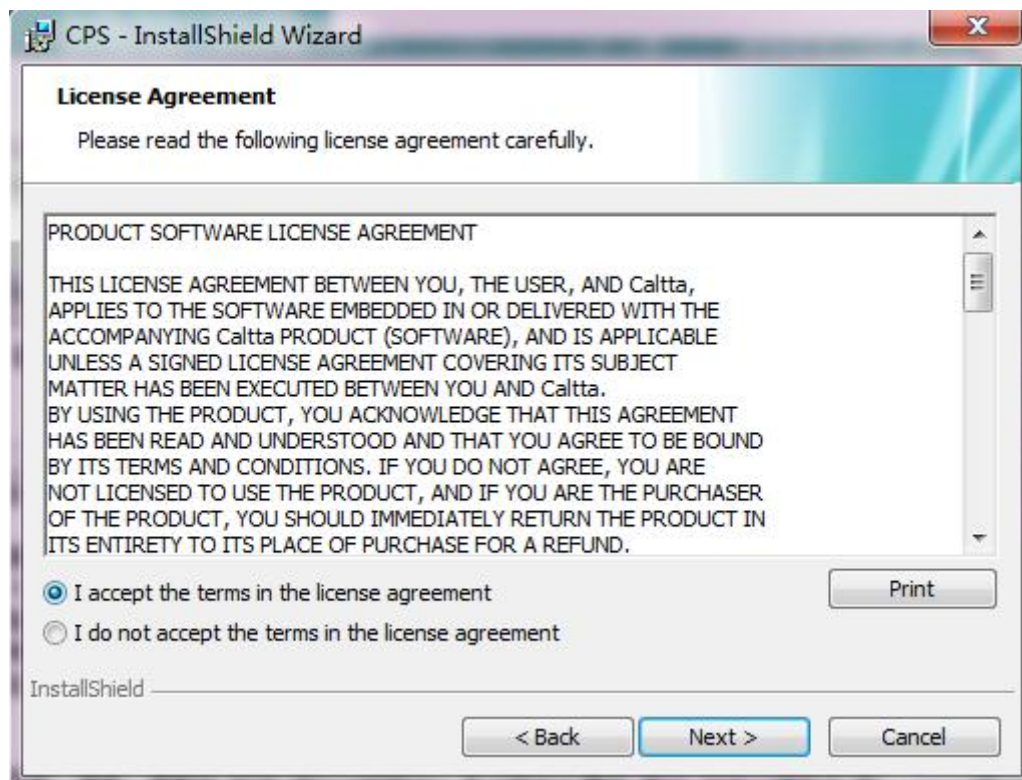 CPS - InstallShield Wizard
License Agreement
Please read the following license agreement carefully.
PRODUCT SOFTWARE LICENSE AGREEMENT
THIS LICENSE AGREEMENT BETWEEN YOU, THE USER, AND Caltta,
APPLIES TO THE SOFTWARE EMBEDDED IN OR DELIVERED WITH THE
ACCOMPANYING Caltta PRODUCT (SOFTWARE), AND IS APPLICABLE
UNLESS A SIGNED LICENSE AGREEMENT COVERING ITS SUBJECT
MATTER HAS BEEN EXECUTED BETWEEN YOU AND Caltta.
BY USING THE PRODUCT, YOU ACKNOWLEDGE THAT THIS AGREEMENT
HAS BEEN READ AND UNDERSTOOD AND THAT YOU AGREE TO BE BOUND
BY ITS TERMS AND CONDITIONS. IF YOU DO NOT AGREE, YOU ARE
NOT LICENSED TO USE THE PRODUCT, AND IF YOU ARE THE PURCHASER
OF THE PRODUCT, YOU SHOULD IMMEDIATELY RETURN THE PRODUCT IN
ITS ENTIRETY TO ITS PLACE OF PURCHASE FOR A REFUND.
I accept the terms in the license agreement
Print
I do not accept the terms in the license agreement
InstallShield
< Back
Next >
Cancel